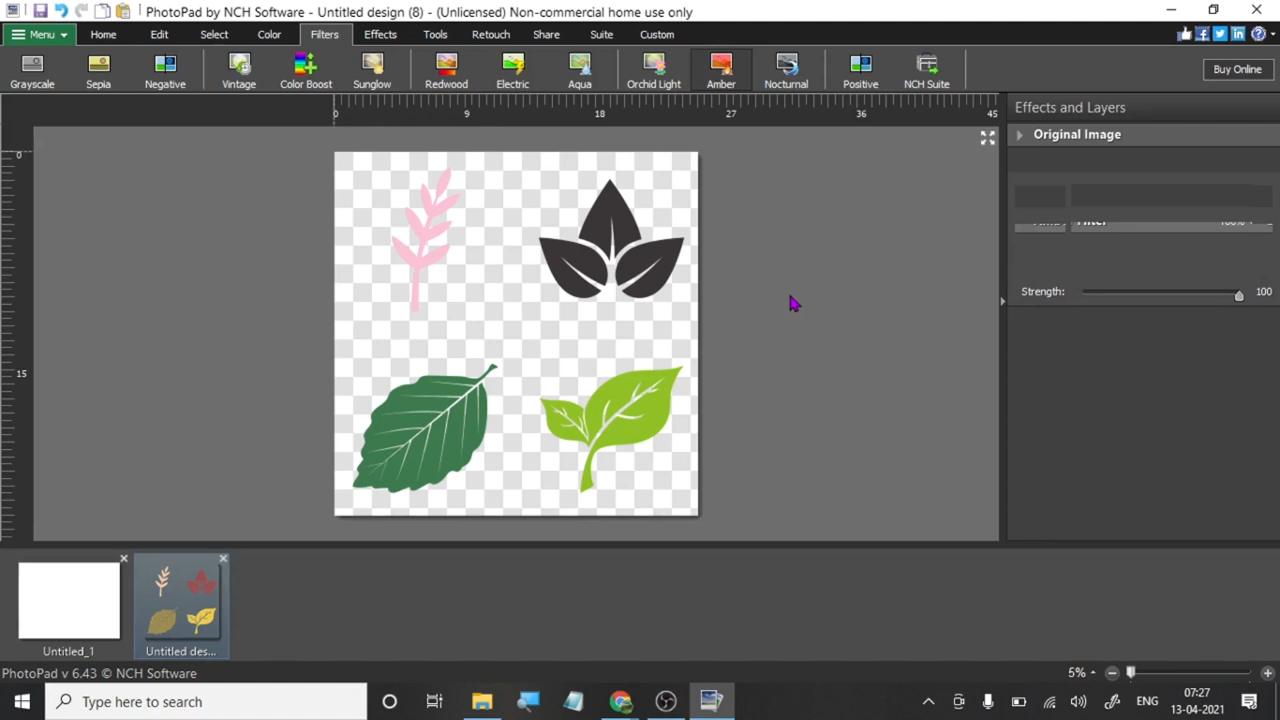 PhotoPad by NCH Software - Untitled design (8) - (Unlicensed) Non-commercial home use only
Menu Home Edit Select Color Filters Effects Tools Retouch Share Suite Custom
Grayscale Sepia Negative Vintage Color Boost Sunglow Redwood Electric Aqua Orchid Light Amber Nocturnal Positive NCH Suite Buy Online
Effects and Layers
0 9 18 27 36 45
Original Image
0
Filter 100%
Strength: 100
15
Untitled_1 Untitled des...
PhotoPad v 6.43 © NCH Software 5%
Type here to search ENG 07:27
13-04-2021